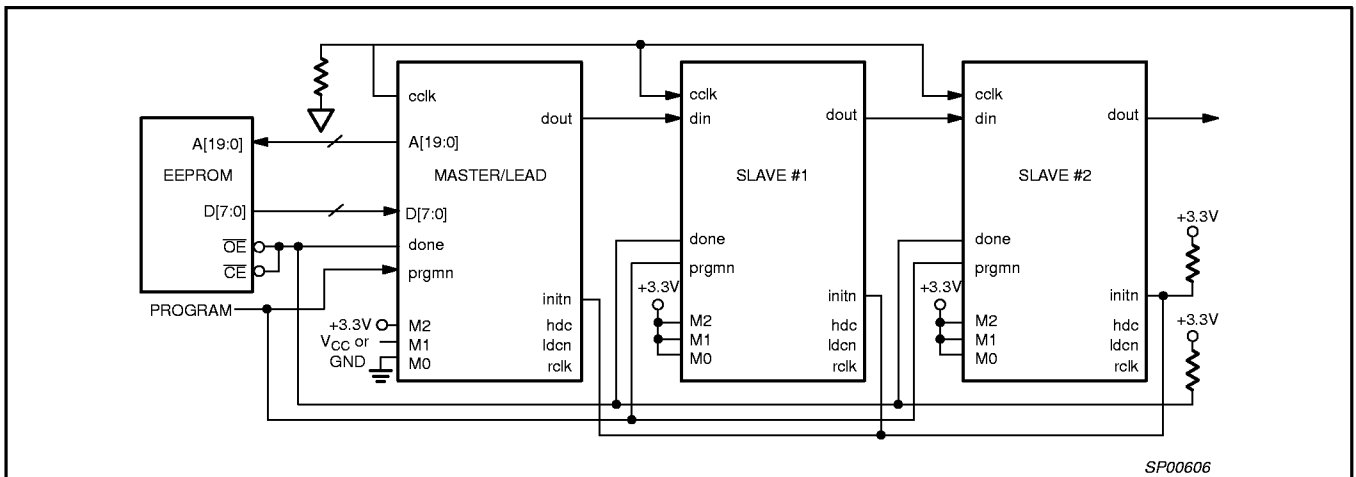 cclk
dout
A[19:0]
A[19:0]
EEPROM
MASTER/LEAD
D[7:0]
D[7:0]
OE
done
CE
prgmn
PROGRAM
initn
+3.3V
M2
hdc
VCC or
M1
ldcn
GND
M0
rclk
cclk
din
dout
SLAVE #1
done
prgmn
+3.3V
initn
M2
hdc
M1
ldcn
M0
rclk
cclk
din
dout
SLAVE #2
done
prgmn
+3.3V
initn
M2
hdc
M1
ldcn
M0
rclk
+3.3V
+3.3V
SP00606